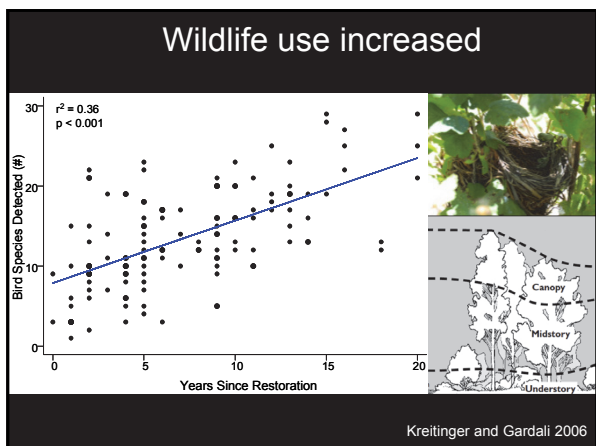 Wildlife use increased
r² = 0.36
p < 0.001
Bird Species Detected (#)
30
20
10
0
0
5
10
15
20
Years Since Restoration
Canopy
Midstory
Understory
Kreitinger and Gardali 2006